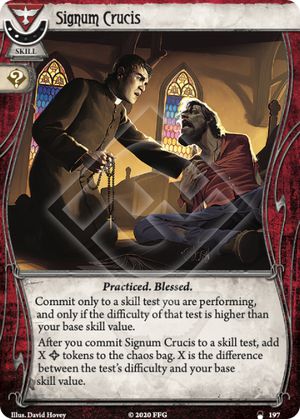 Signum Crucis
SKILL
?
Practiced. Blessed.
Commit only to a skill test you are performing,
and only if the difficulty of that test is higher than
your base skill value.
After you commit Signum Crucis to a skill test, add
X tokens to the chaos bag. X is the difference
between the test's difficulty and your base
skill value.
Illus. David Hovey
© 2020 FFG
197